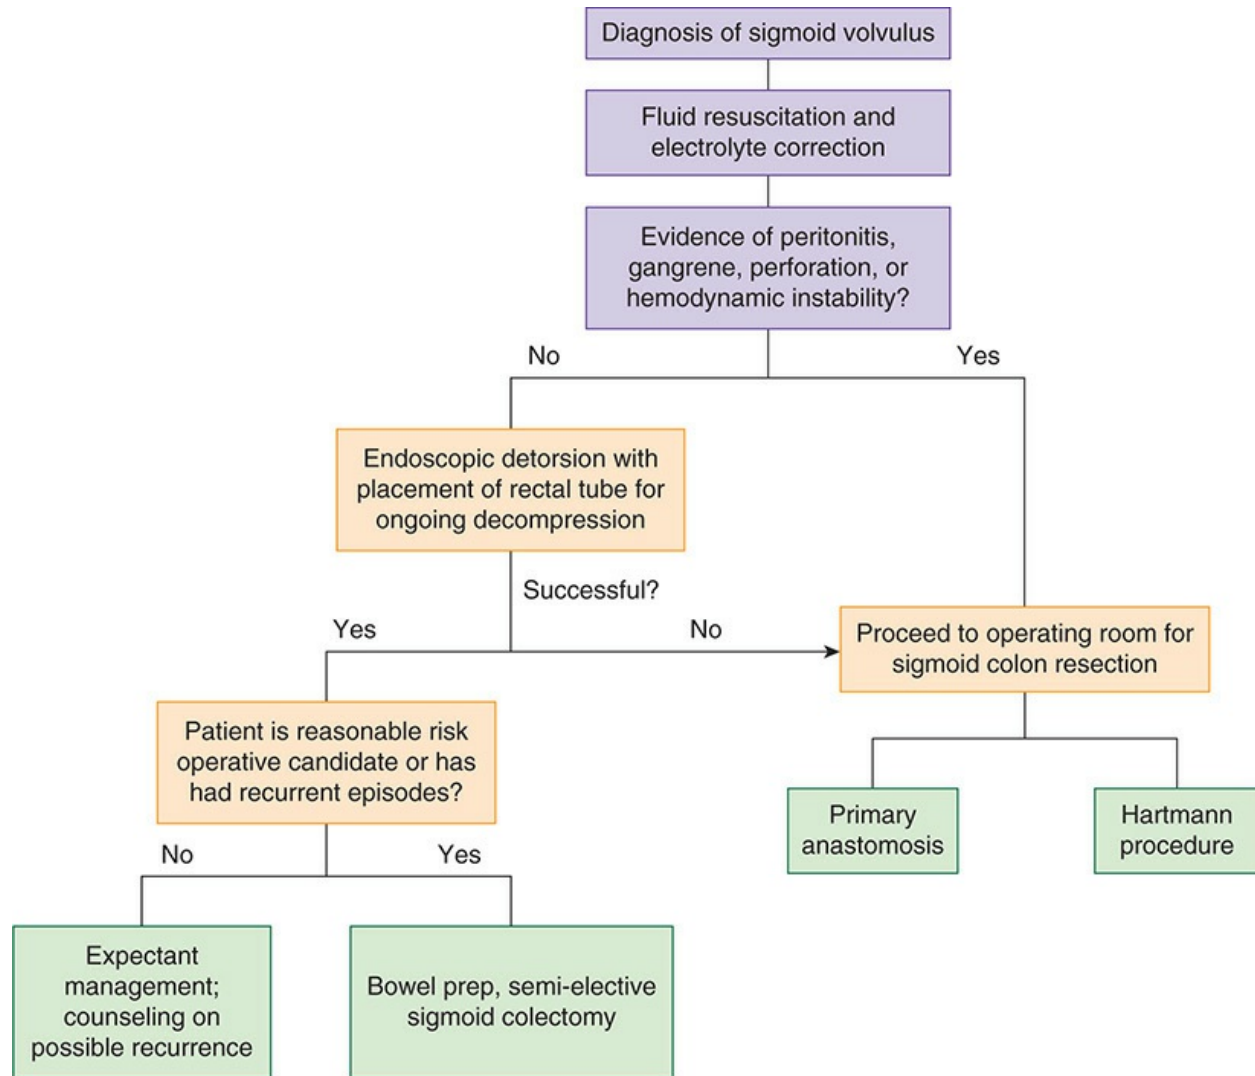 Diagnosis of sigmoid volvulus
Fluid resuscitation and
electrolyte correction
Evidence of peritonitis,
gangrene, perforation, or
hemodynamic instability?
No
Yes
Endoscopic detorsion with
placement of rectal tube for
ongoing decompression
Successful?
Yes
No
Proceed to operating room for
sigmoid colon resection
Patient is reasonable risk
operative candidate or has
had recurrent episodes?
Primary
anastomosis
Hartmann
procedure
No
Yes
Expectant
management;
counseling on
possible recurrence
Bowel prep, semi-elective
sigmoid colectomy